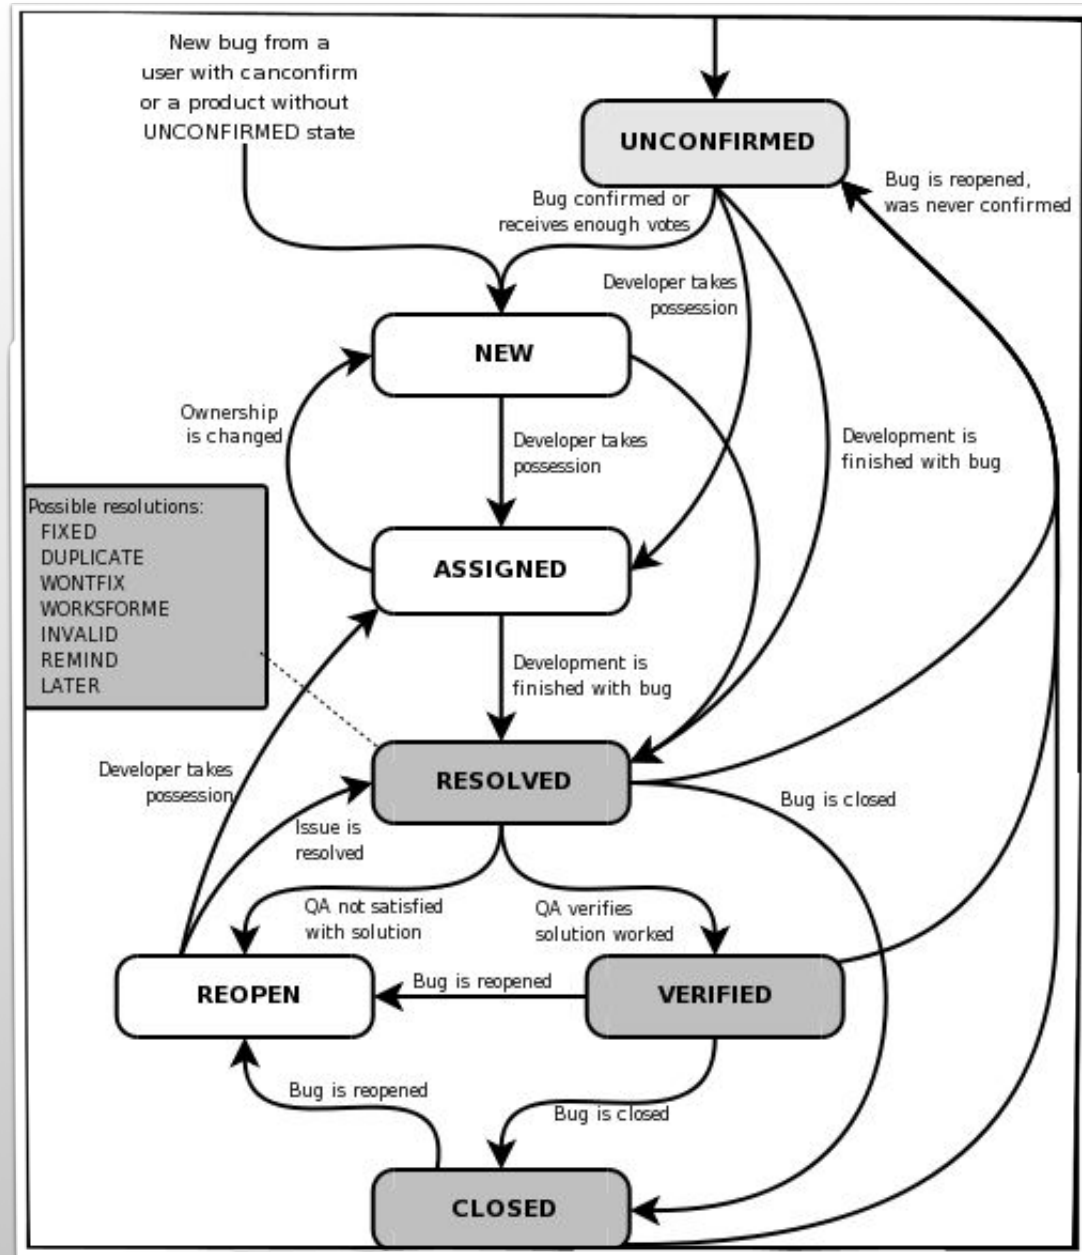 New bug from a
user with canconfirm
or a product without
UNCONFIRMED state
UNCONFIRMED
Bug is reopened,
was never confirmed
Bug confirmed or
receives enough votes
Developer takes
possession
NEW
Ownership
is changed
Developer takes
possession
Development is
finished with bug
Possible resolutions:
FIXED
DUPLICATE
WONTFIX
WORKSFORME
INVALID
REMIND
LATER
ASSIGNED
Development is
finished with bug
Developer takes
possession
RESOLVED
Bug is closed
Issue is
resolved
QA not satisfied
with solution
QA verifies
solution worked
REOPEN
Bug is reopened
VERIFIED
Bug is reopened
Bug is closed
CLOSED